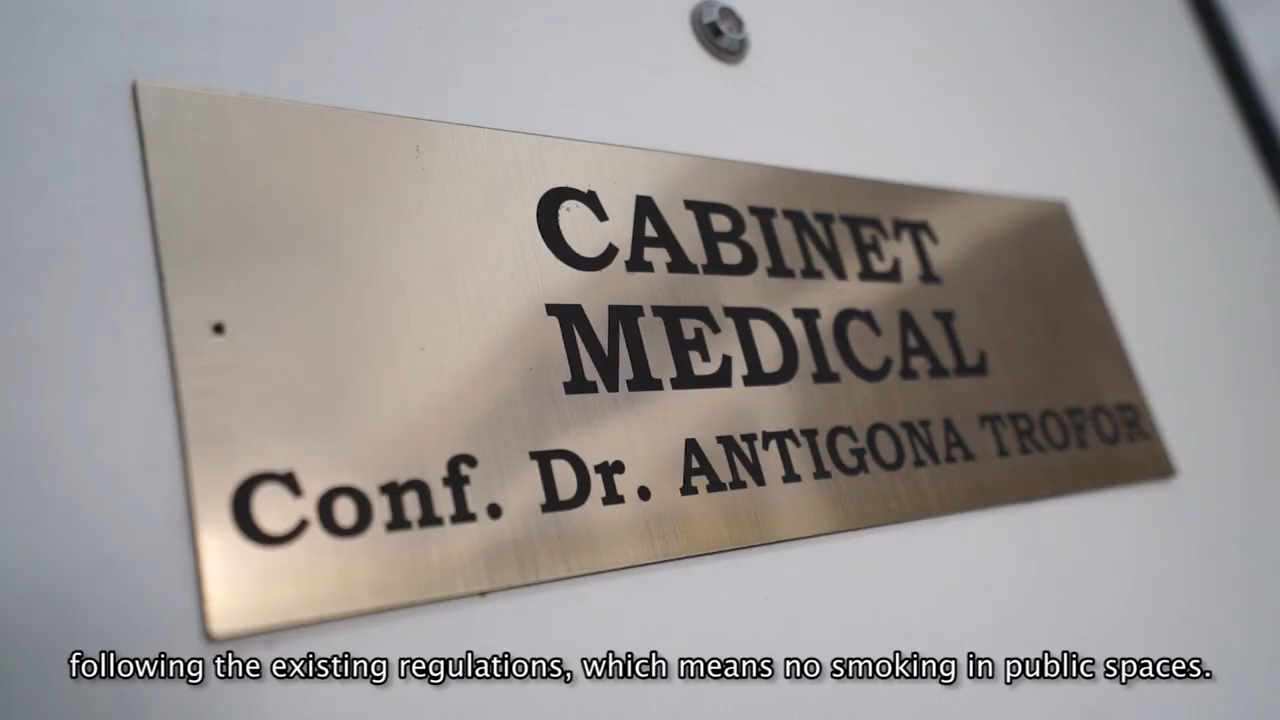 CABINET
MEDICAL
Conf. Dr. ANTIGONA TROFOR
following the existing regulations, which means no smoking in public spaces.